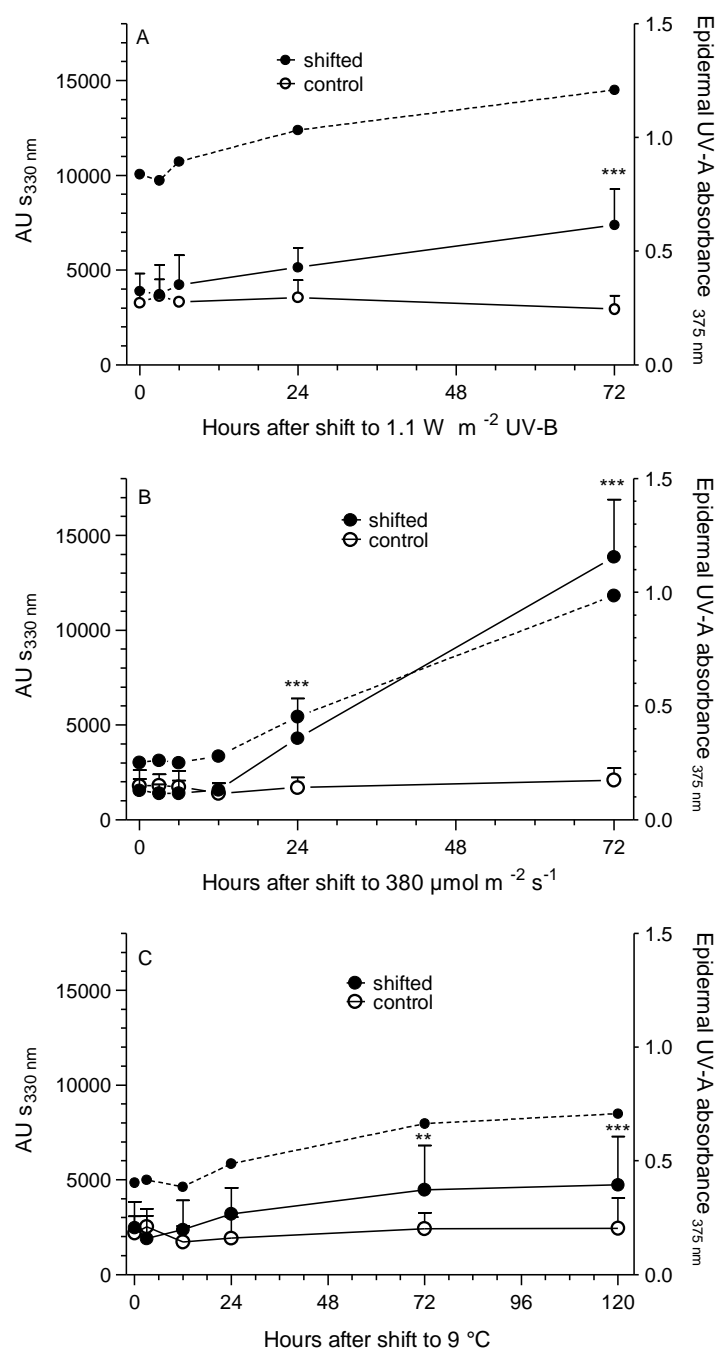 A
shifted
control
15000
10000
5000
0
AU s330 nm
1.5
1.0
0.5
0.0
Epidermal UV-A absorbance 375 nm
***
0 24 48 72
Hours after shift to 1.1 W m -2 UV-B
B
shifted
control
15000
10000
5000
0
AU s330 nm
1.5
1.0
0.5
0.0
Epidermal UV-A absorbance 375 nm
***
***
0 24 48 72
Hours after shift to 380 µmol m -2 s-1
C
shifted
control
15000
10000
5000
0
AU s330 nm
1.5
1.0
0.5
0.0
Epidermal UV-A absorbance 375 nm
**
***
0 24 48 72 96 120
Hours after shift to 9 °C